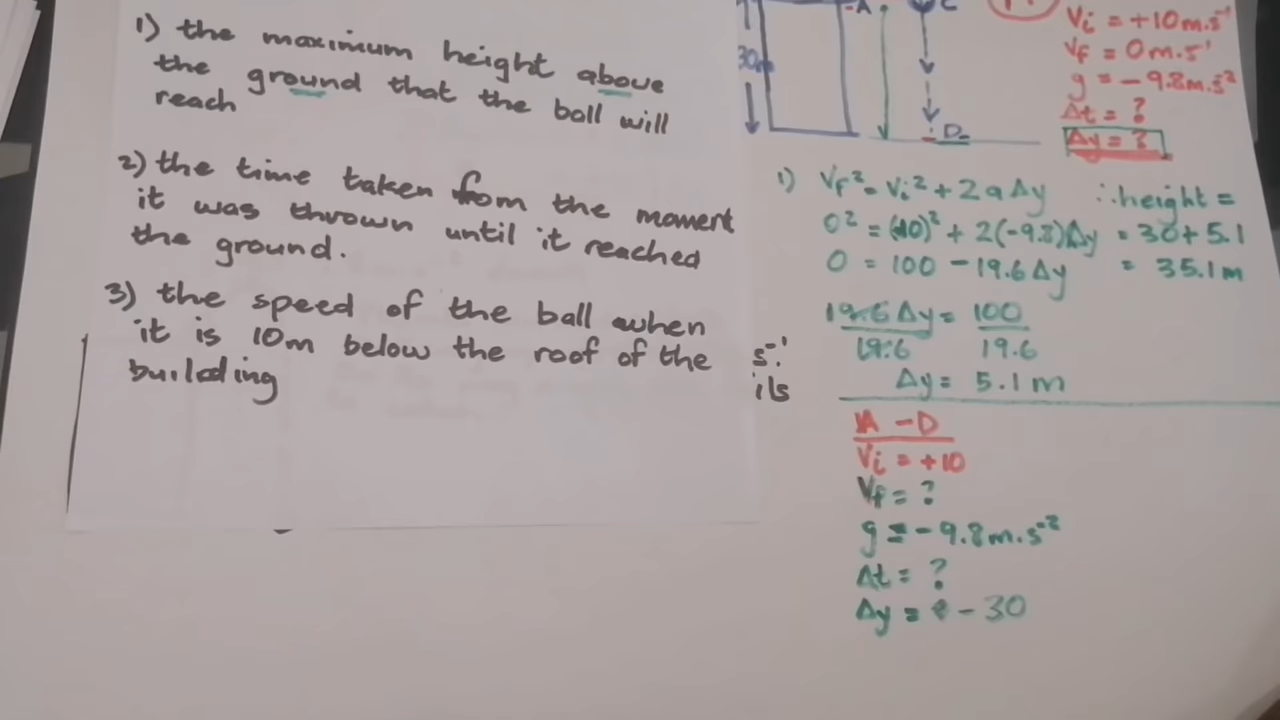 1) the maximum height above
the ground that the ball will
reach
2) the time taken from the moment
it was thrown until it reached
the ground.
3) the speed of the ball when
it is 10m below the roof of the
building
s⁻¹
ils
30m
A
C
D
Vi = +10m.s⁻¹
Vf = 0m.s⁻¹
g = -9.8m.s⁻²
Δt = ?
Δy = ?
1) Vf² = Vi² + 2aΔy
0² = (10)² + 2(-9.8)Δy
0 = 100 - 19.6Δy
19.6Δy = 100
19.6 19.6
Δy = 5.1m
∴ height =
= 30 + 5.1
= 35.1m
A - D
Vi = +10
Vf = ?
g = -9.8m.s⁻²
Δt = ?
Δy = - 30